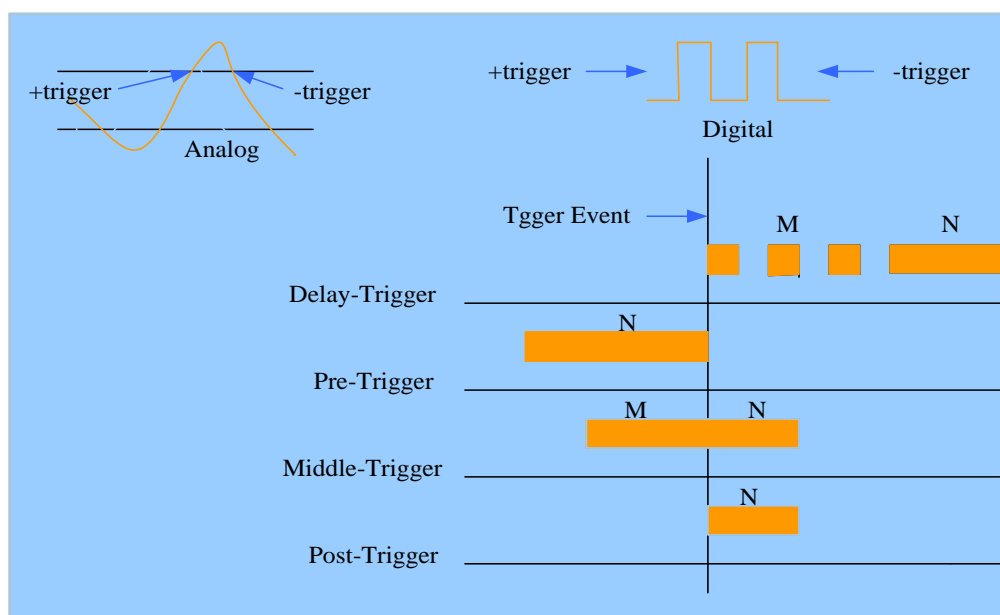 +trigger
-trigger
Analog
+trigger
-trigger
Digital
Tgger Event
M
N
Delay-Trigger
N
Pre-Trigger
M
N
Middle-Trigger
N
Post-Trigger